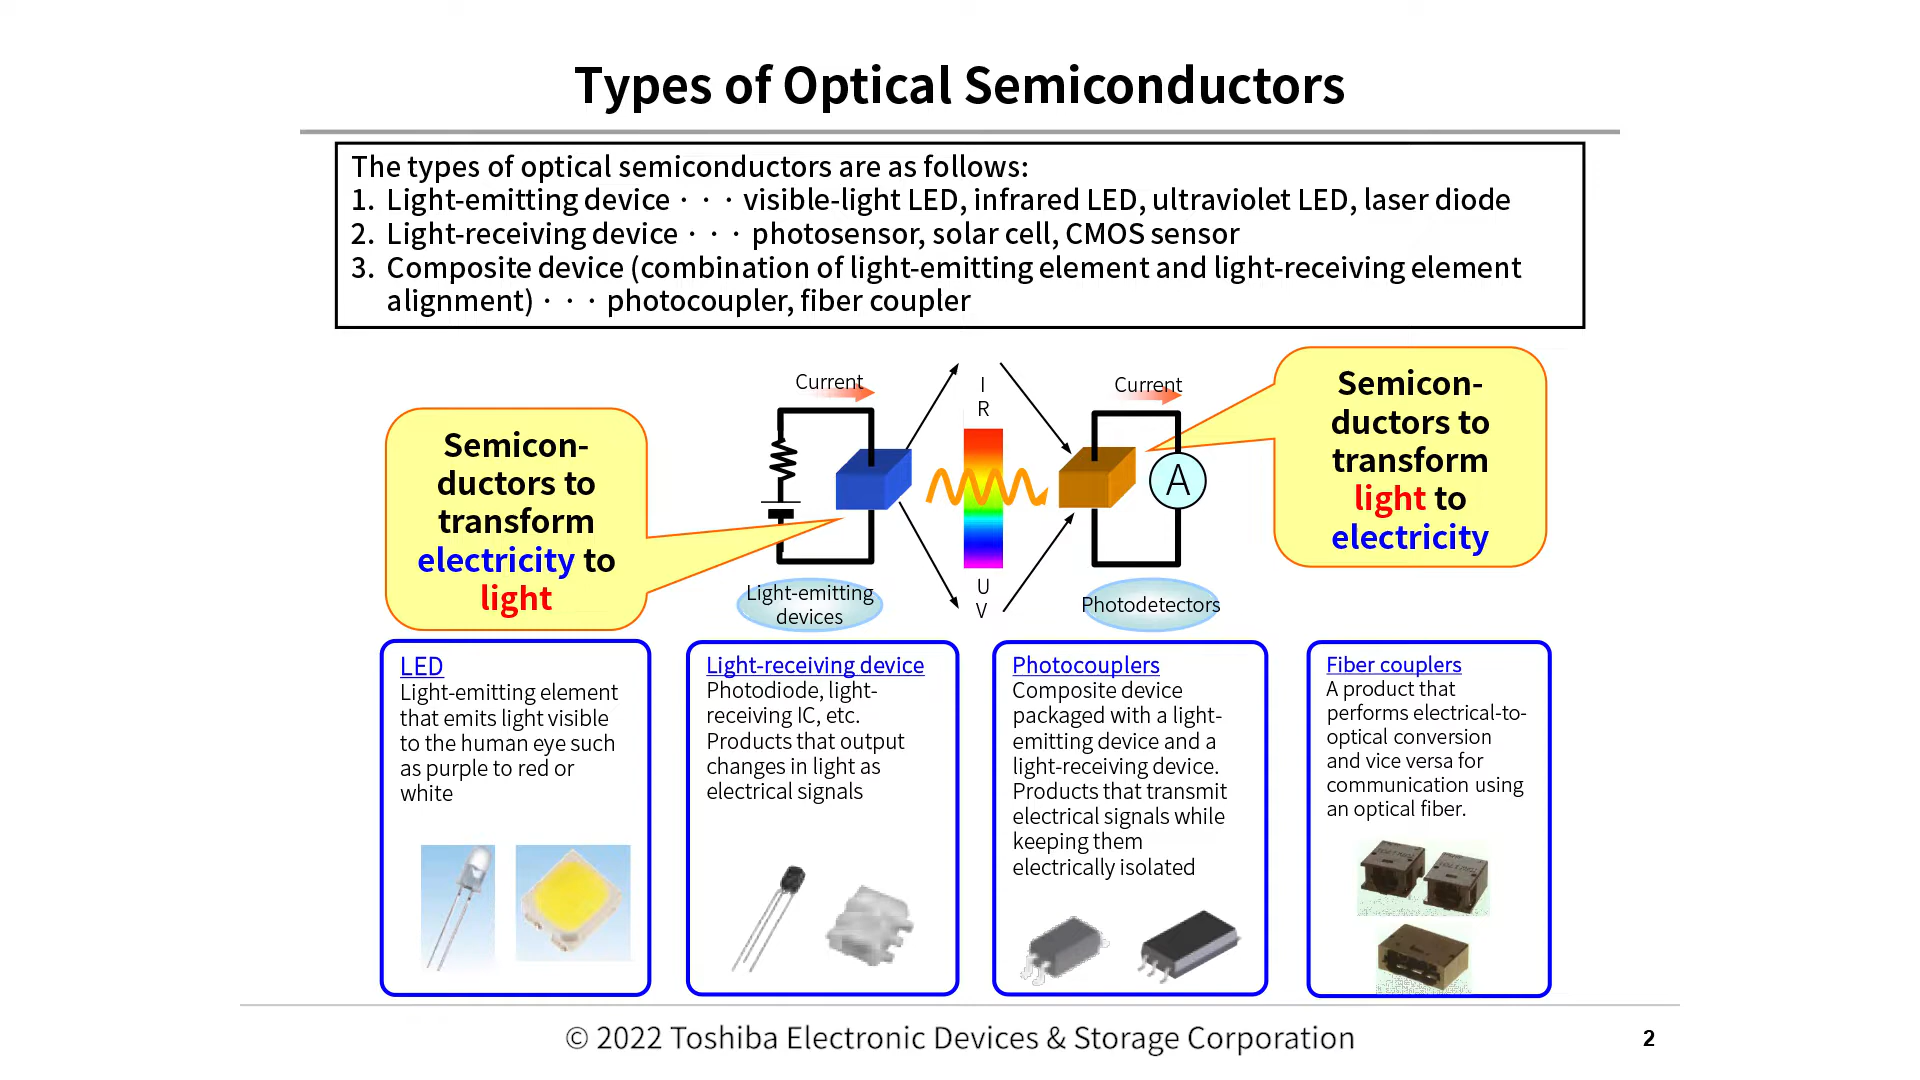 Types of Optical Semiconductors
The types of optical semiconductors are as follows:
1. Light-emitting device・・・visible-light LED, infrared LED, ultraviolet LED, laser diode
2. Light-receiving device・・・photosensor, solar cell, CMOS sensor
3. Composite device (combination of light-emitting element and light-receiving element
alignment)・・・photocoupler, fiber coupler
Semicon-
ductors to
transform
electricity to
light
Current
Light-emitting
devices
I
R
U
V
Current
A
Photodetectors
Semicon-
ductors to
transform
light to
electricity
LED
Light-emitting element
that emits light visible
to the human eye such
as purple to red or
white
Light-receiving device
Photodiode, light-
receiving IC, etc.
Products that output
changes in light as
electrical signals
Photocouplers
Composite device
packaged with a light-
emitting device and a
light-receiving device.
Products that transmit
electrical signals while
keeping them
electrically isolated
Fiber couplers
A product that
performs electrical-to-
optical conversion
and vice versa for
communication using
an optical fiber.
© 2022 Toshiba Electronic Devices & Storage Corporation
2